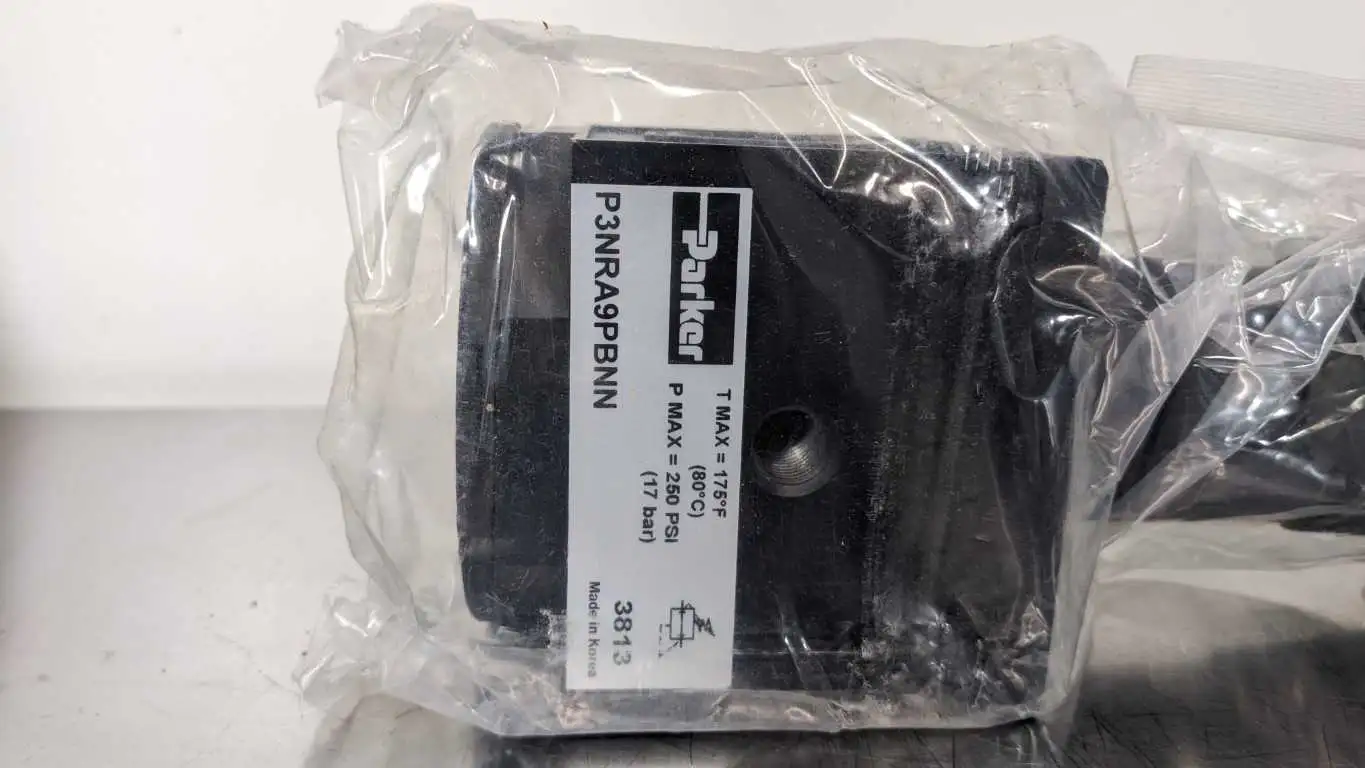 Parker
T MAX = 175°F
(80°C)
P MAX = 250 PSI
(17 bar)
P3NRA9PBNN
3813
Made in Korea